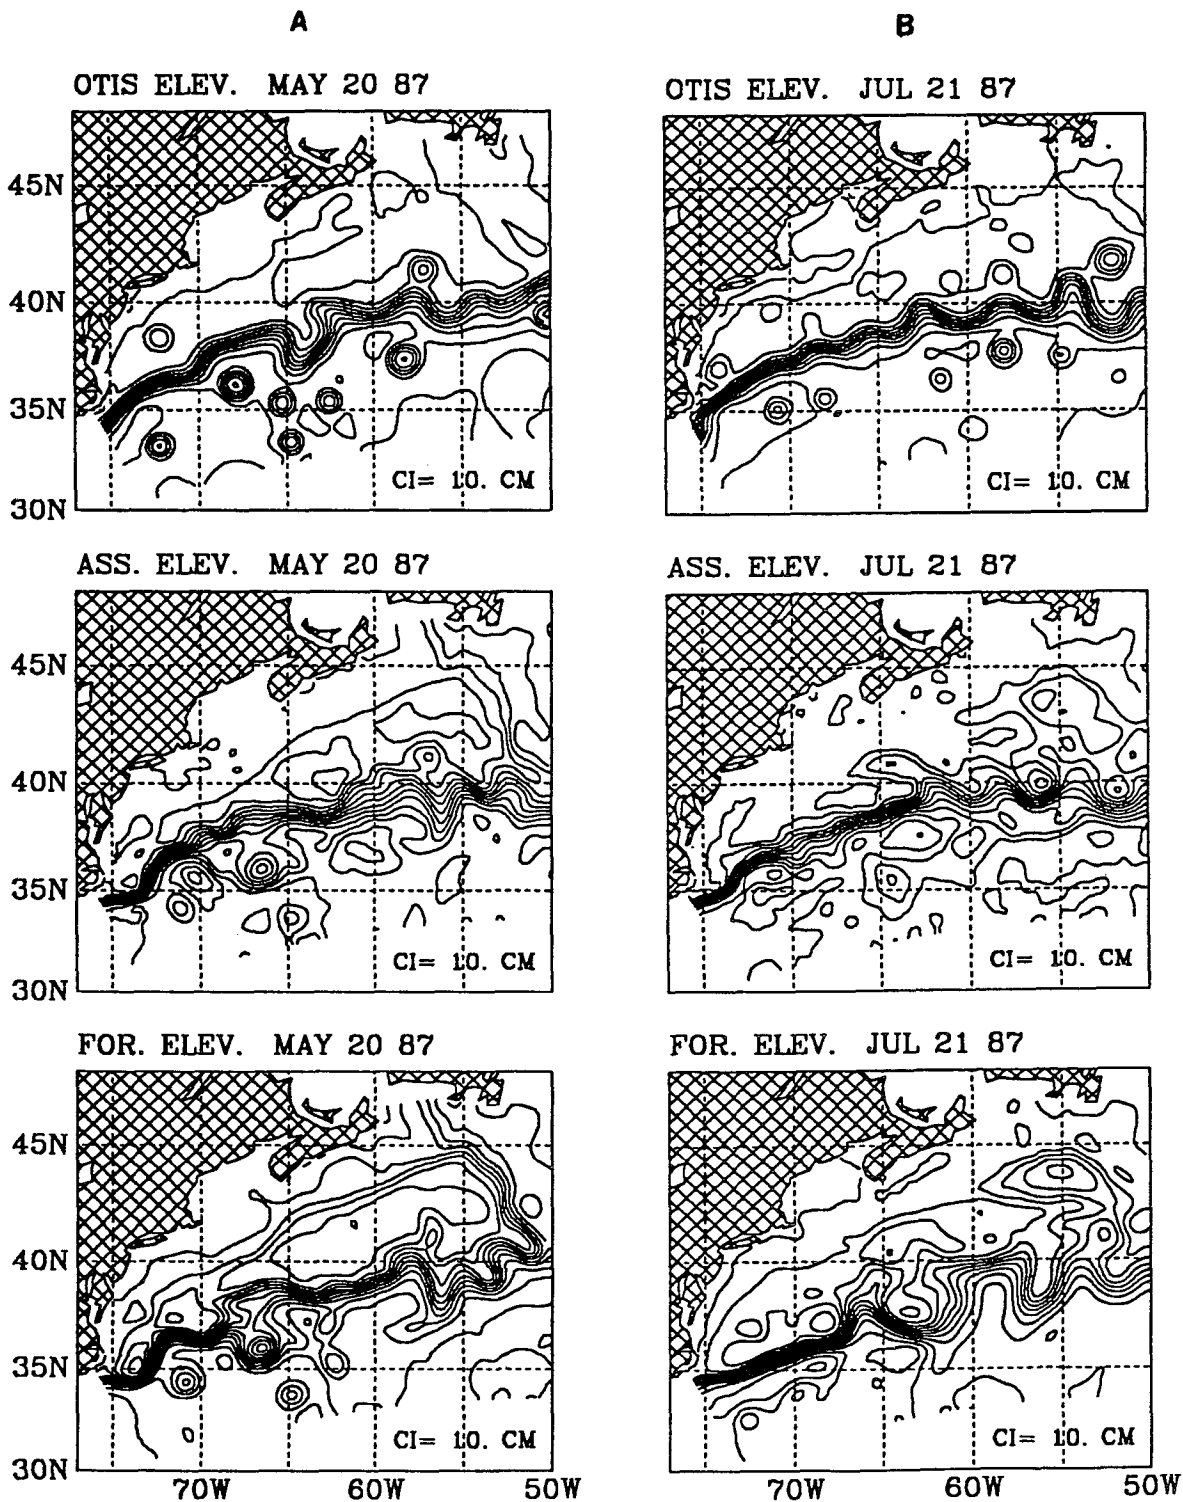 A B
OTIS ELEV. MAY 20 87 OTIS ELEV. JUL 21 87
45N
40N
35N
CI= 10. CM CI= 10. CM
30N
ASS. ELEV. MAY 20 87 ASS. ELEV. JUL 21 87
45N
40N
35N
CI= 10. CM CI= 10. CM
30N
FOR. ELEV. MAY 20 87 FOR. ELEV. JUL 21 87
45N
40N
35N
CI= 10. CM CI= 10. CM
30N
70W 60W 50W 70W 60W 50W